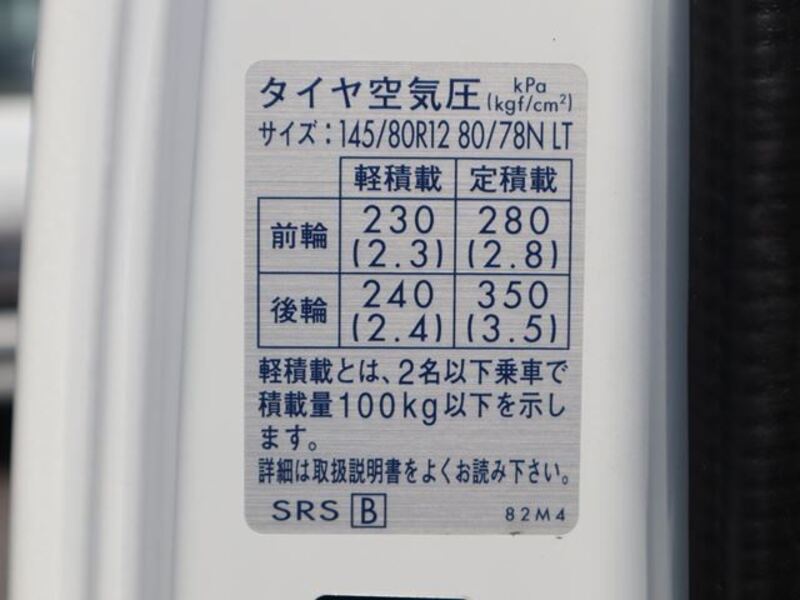 タイヤ空気圧 kPa (kgf/cm²)
サイズ：145/80R12 80/78N LT
軽積載 定積載
前輪 230 (2.3) 280 (2.8)
後輪 240 (2.4) 350 (3.5)
軽積載とは、2名以下乗車で
積載量100kg以下を示し
ます。
詳細は取扱説明書をよくお読み下さい。
SRS B 82M4